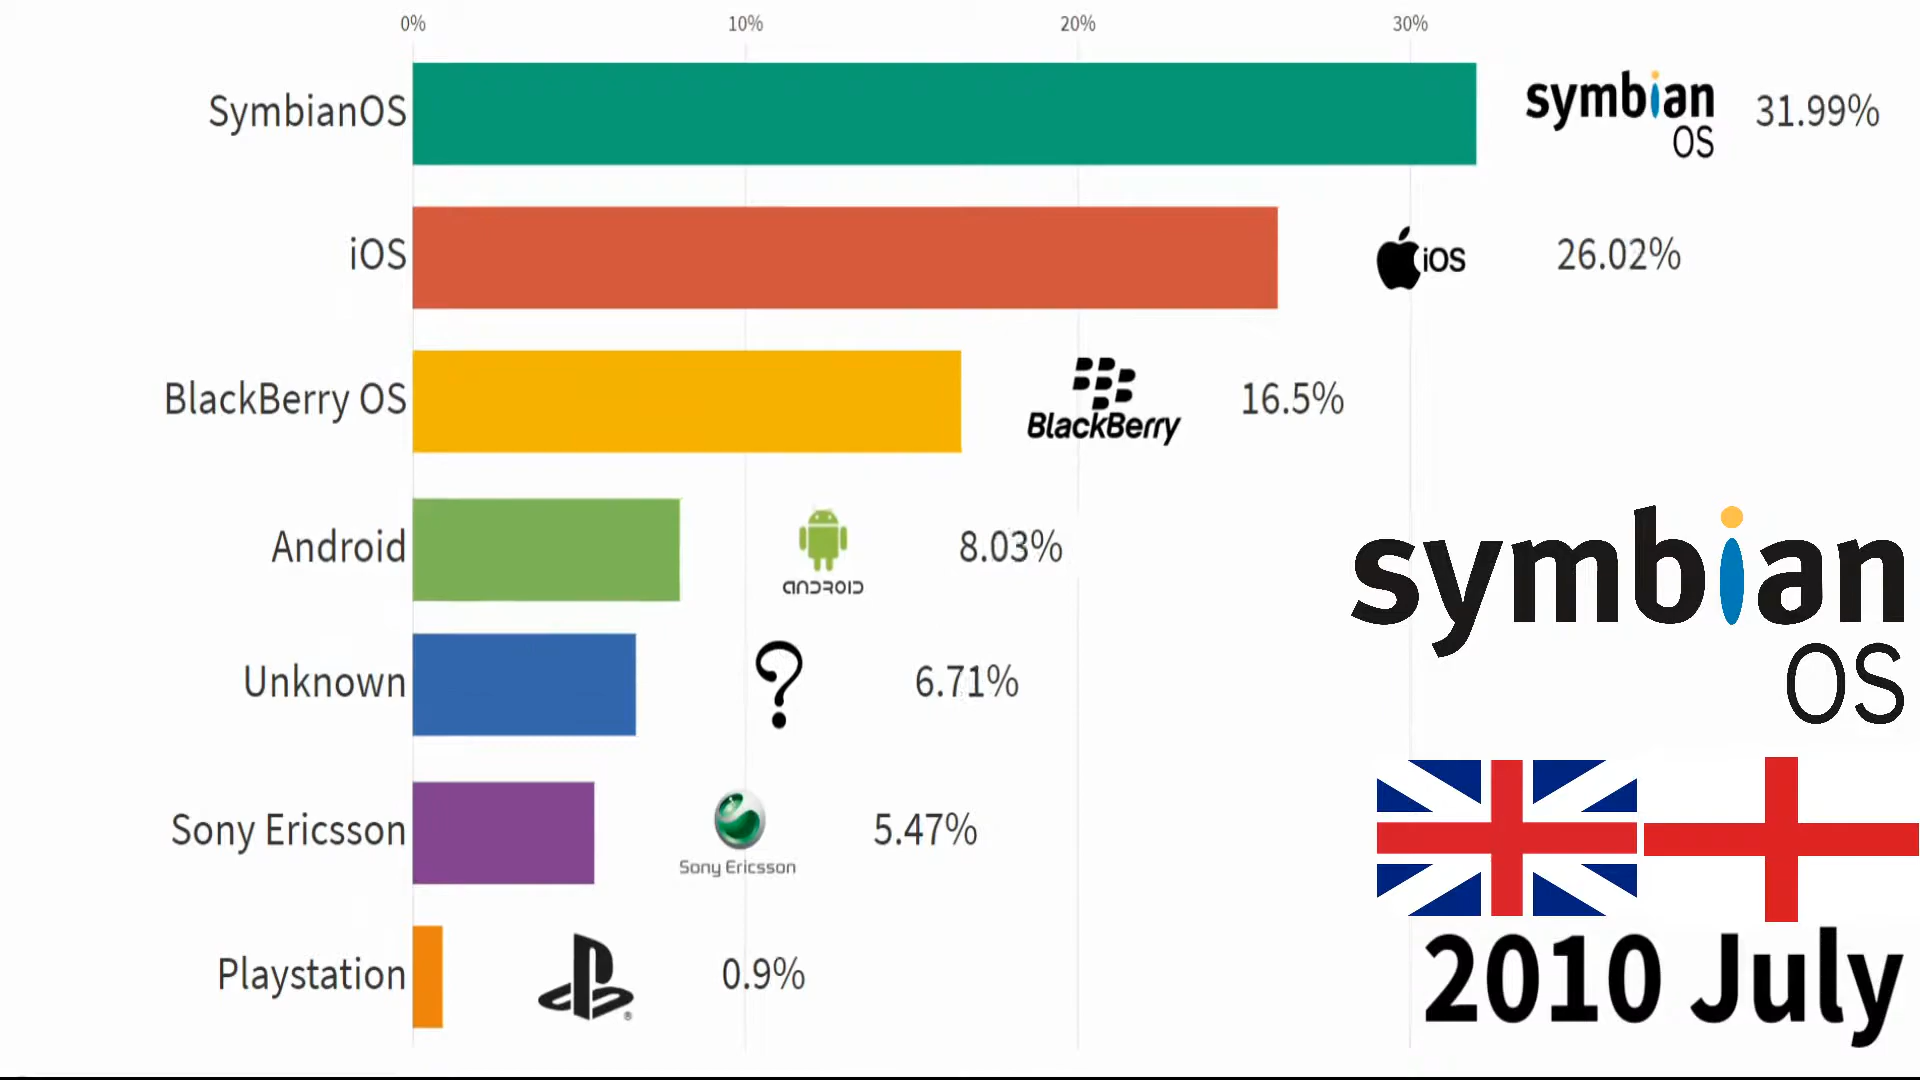 0% 10% 20% 30%
SymbianOS symbian OS 31.99%
iOS iOS 26.02%
BlackBerry OS BlackBerry 16.5%
Android ANDROID 8.03%
Unknown ? 6.71%
Sony Ericsson Sony Ericsson 5.47%
Playstation ® 0.9%
symbian
OS
2010 July